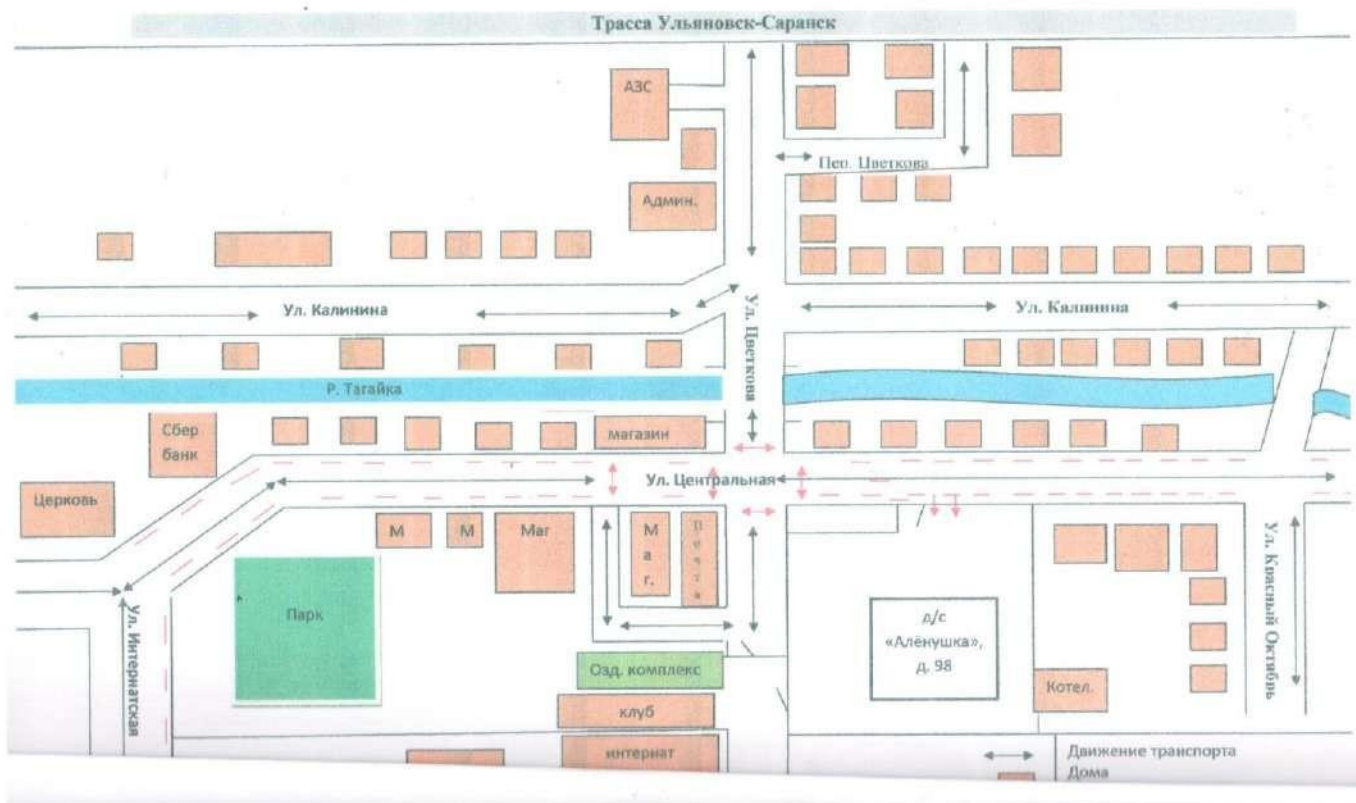 Трасса Ульяновск-Саранск
АЗС
Пер. Цветкова
Админ.
Ул. Калинина
Ул. Цветкова
Ул. Калинина
Р. Тагайка
Сбер
банк
магазин
Церковь
Ул. Центральная
М
М
Маг
М
а
г.
П
о
ч
т
а
Ул. Интернатская
Парк
д/с
«Алёнушка»,
д. 98
Ул. Красный Октябрь
Озд. комплекс
Котел.
клуб
интернат
Движение транспорта
Дома